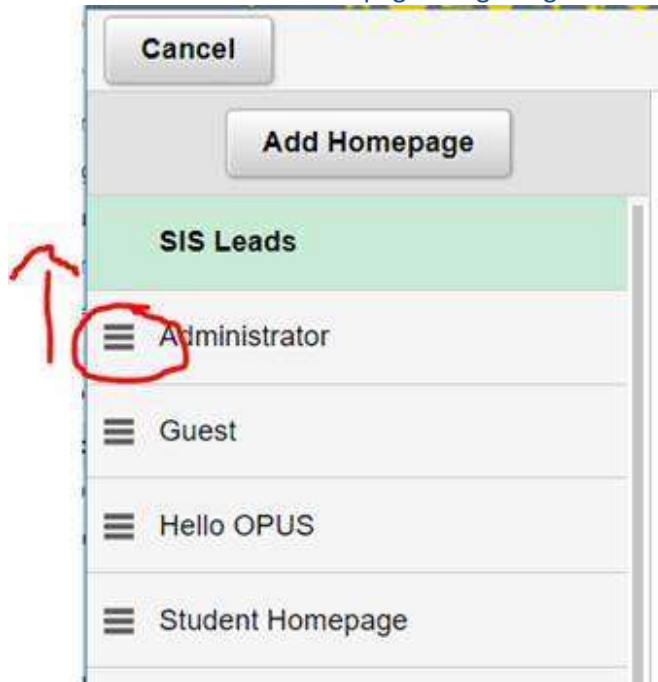 Cancel
Add Homepage
SIS Leads
Administrator
Guest
Hello OPUS
Student Homepage